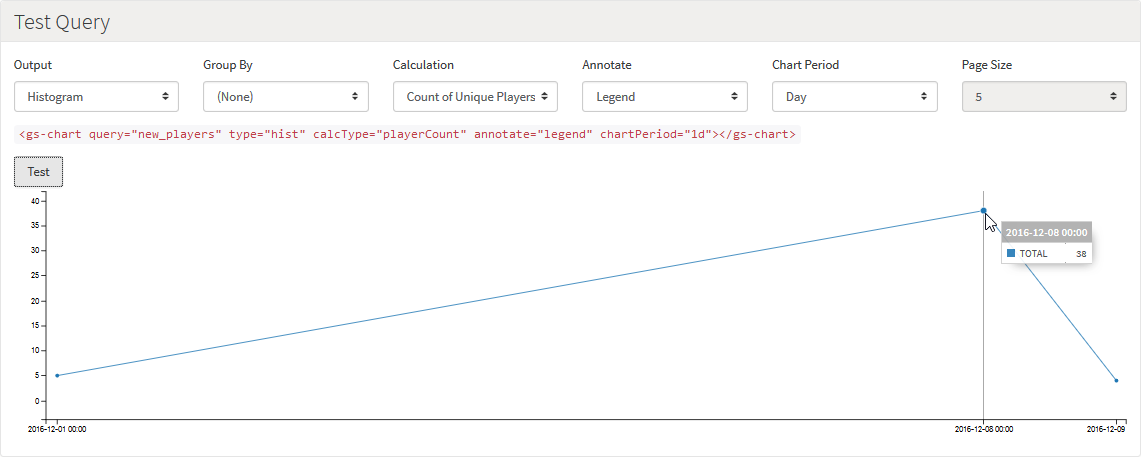 Test Query
Output Group By Calculation Annotate Chart Period Page Size
Histogram (None) Count of Unique Players Legend Day 5
<gs-chart query="new_players" type="hist" calcType="playerCount" annotate="legend" chartPeriod="1d"></gs-chart>
Test
40
35
30
25
20
15
10
5
0
2016-12-08 00:00
TOTAL 38
2016-12-01 00:00 2016-12-08 00:00 2016-12-09